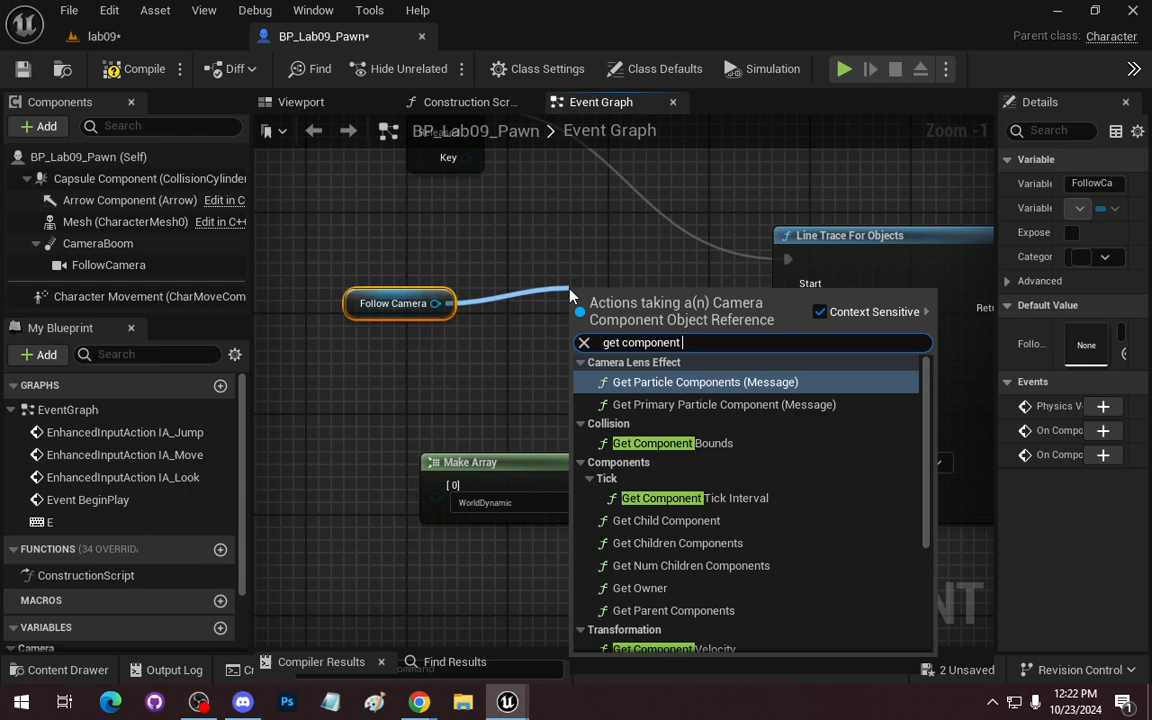 File Edit Asset View Debug Window Tools Help
lab09*
BP_Lab09_Pawn*
Parent class: Character
Compile
Diff
Find
Hide Unrelated
Class Settings
Class Defaults
Simulation
Components
Viewport
Construction Scr...
Event Graph
Details
Add
Search
BP_Lab09_Pawn > Event Graph
Zoom -1
Search
BP_Lab09_Pawn (Self)
Key
Variable
Capsule Component (CollisionCylinder
Variable
FollowCa
Arrow Component (Arrow) Edit in C
Variable
Mesh (CharacterMesh0) Edit in C++
Line Trace For Objects
Expose
CameraBoom
Categor
FollowCamera
Advanced
Start
Character Movement (CharMoveCom
Follow Camera
Actions taking a(n) Camera
Component Object Reference
Context Sensitive
Retu
Default Value
My Blueprint
get component
Follo...
None
Add
Search
Camera Lens Effect
Get Particle Components (Message)
Events
GRAPHS
Get Primary Particle Component (Message)
Physics V
EventGraph
Collision
On Compo
EnhancedInputAction IA_Jump
Get Component Bounds
On Compo
EnhancedInputAction IA_Move
Make Array
Components
EnhancedInputAction IA_Look
[ 0]
Tick
Event BeginPlay
WorldDynamic
Get Component Tick Interval
E
Get Child Component
FUNCTIONS (34 OVERRID
Get Children Components
ConstructionScript
Get Num Children Components
MACROS
Get Owner
Get Parent Components
VARIABLES
Transformation
Camera
Get Component Velocity
Content Drawer
Output Log
Compiler Results
Find Results
2 Unsaved
Revision Control
12:22 PM
10/23/2024
1